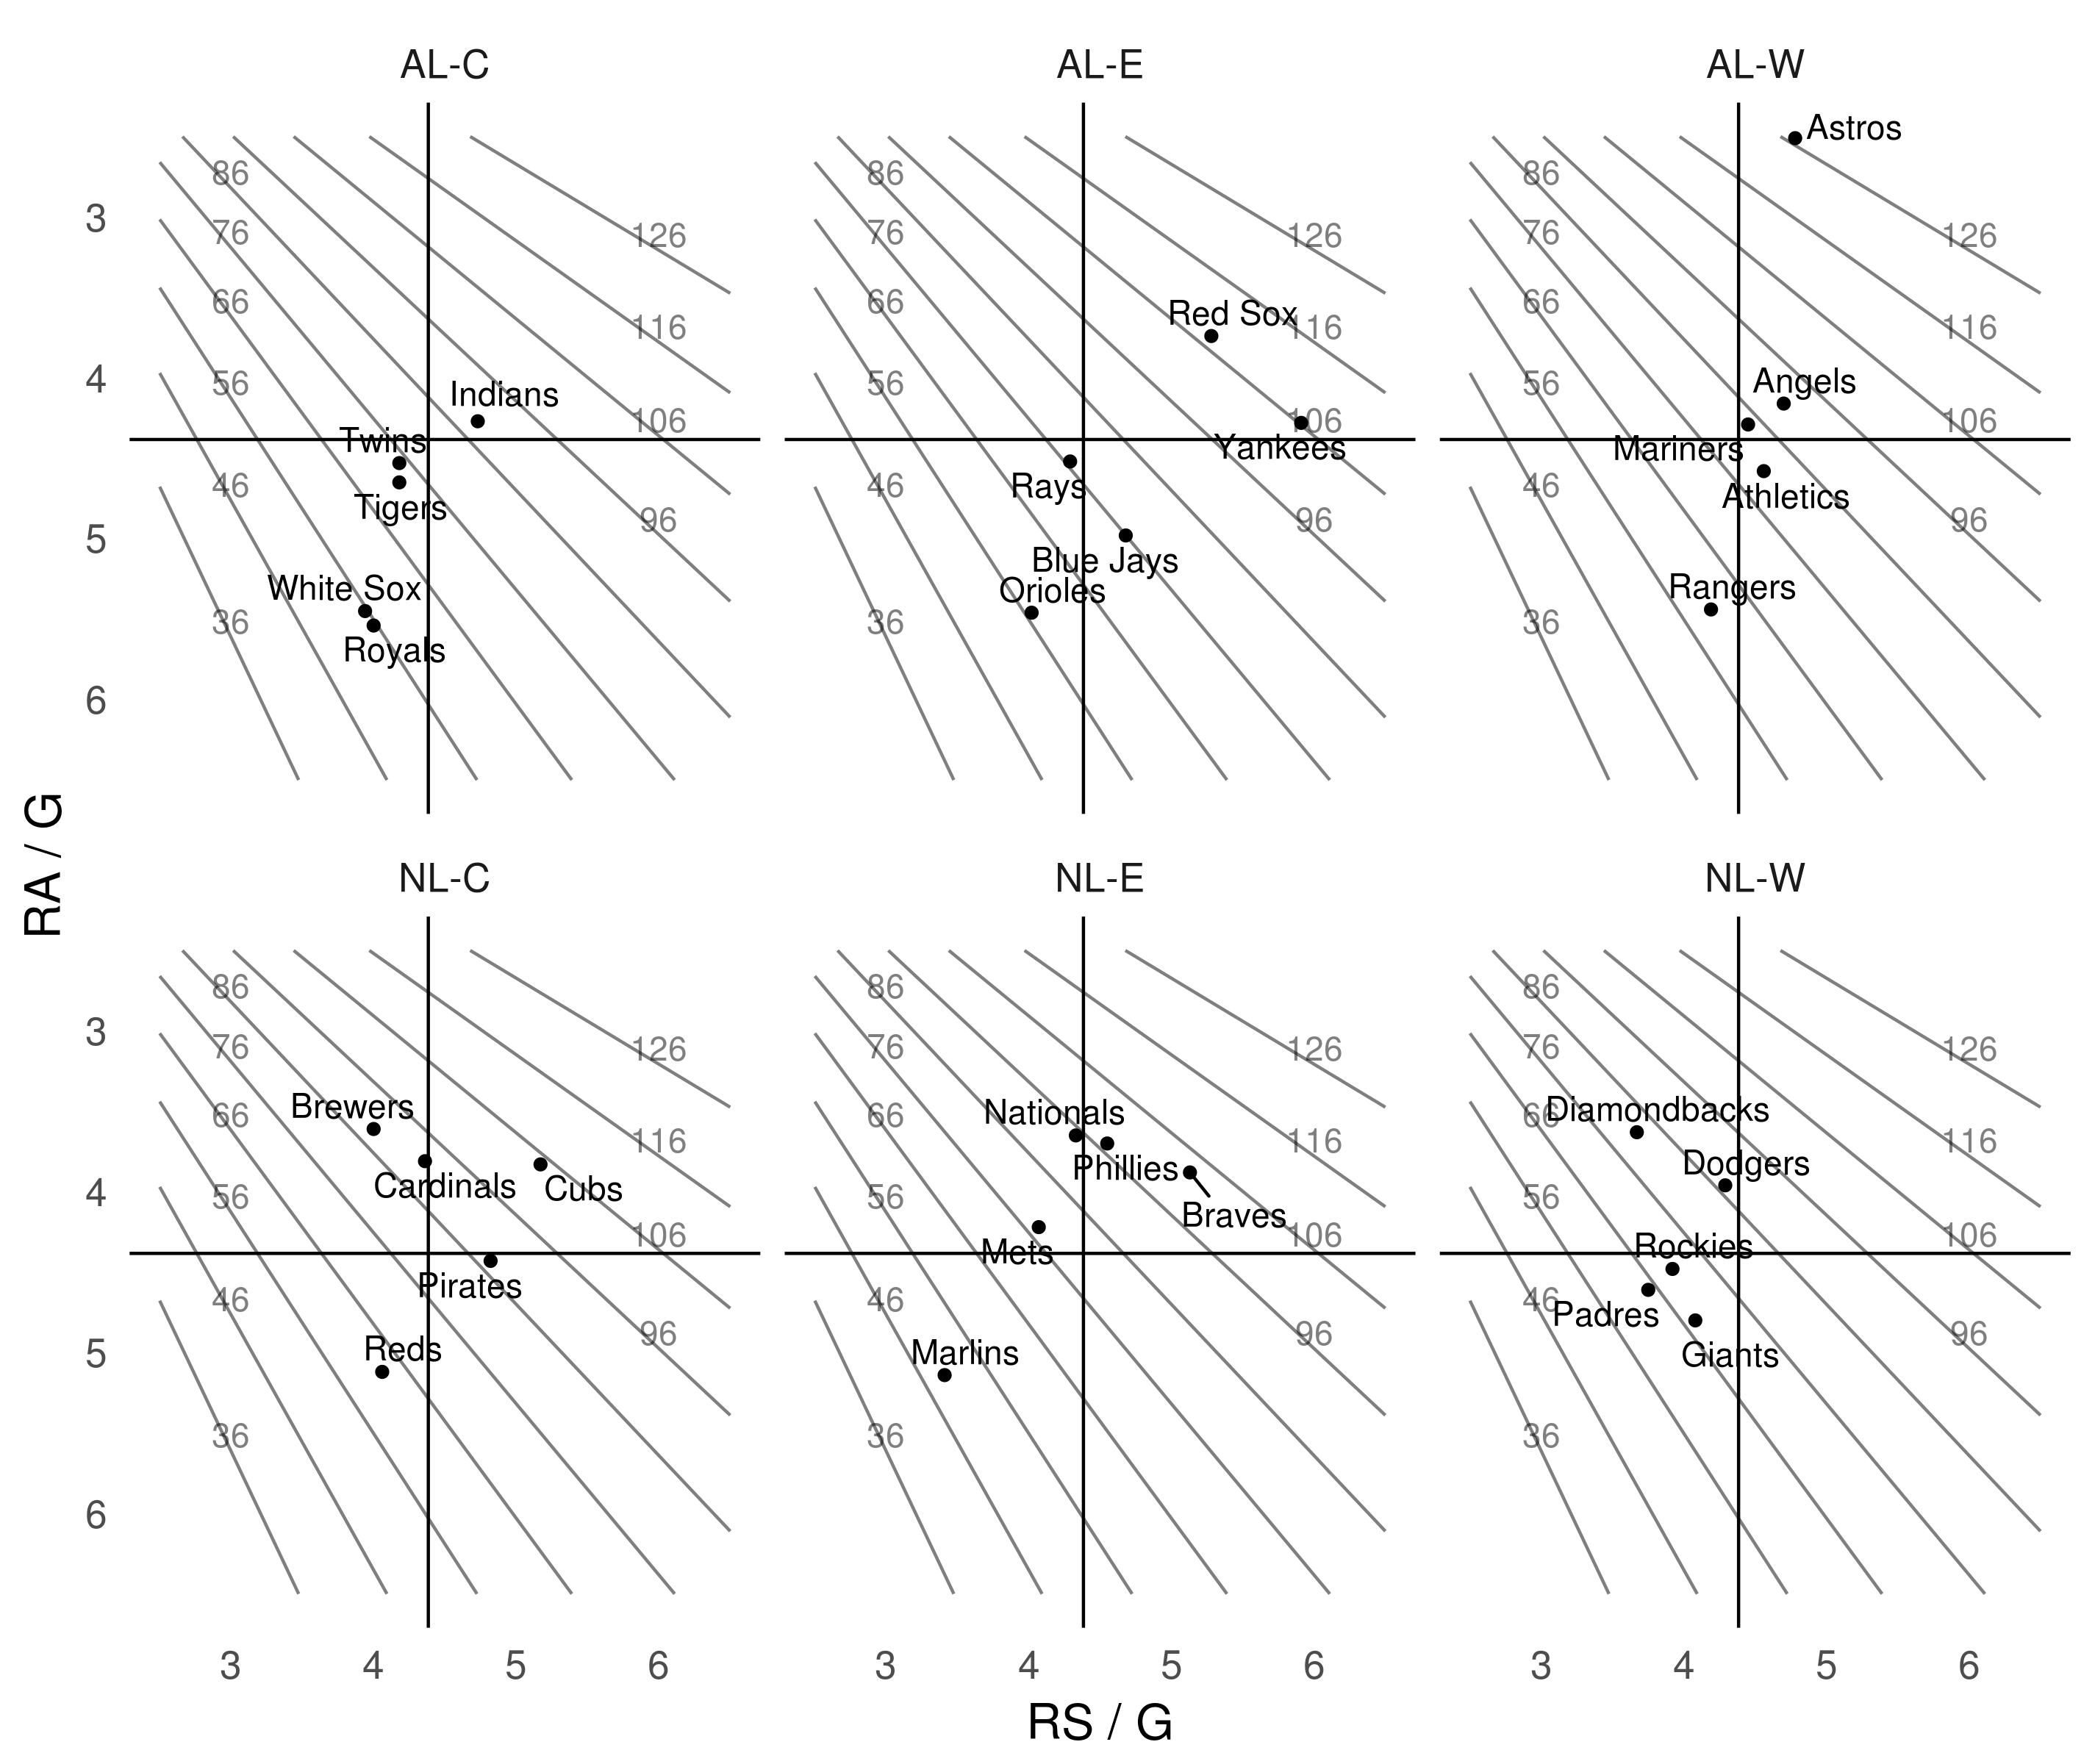 AL-C
AL-E
AL-W
Astros
86
86
86
3
76
126
76
126
76
126
66
66
66
Red Sox
116
116
116
4
56
Indians
56
56
Angels
106
106
106
Twins
Yankees
Mariners
46
Tigers
46
Rays
46
Athletics
5
96
96
96
White Sox
Blue Jays
Orioles
Rangers
36
36
36
Royals
6
RA / G
NL-C
NL-E
NL-W
86
86
86
3
76
126
76
126
76
126
Brewers
66
Nationals
66
Diamondbacks
66
116
116
116
Cardinals
Cubs
Phillies
Dodgers
4
56
56
56
Braves
106
106
106
Mets
Rockies
Pirates
46
46
46
Padres
5
Reds
96
Marlins
96
Giants
96
36
36
36
6
3 4 5 6
3 4 5 6
3 4 5 6
RS / G